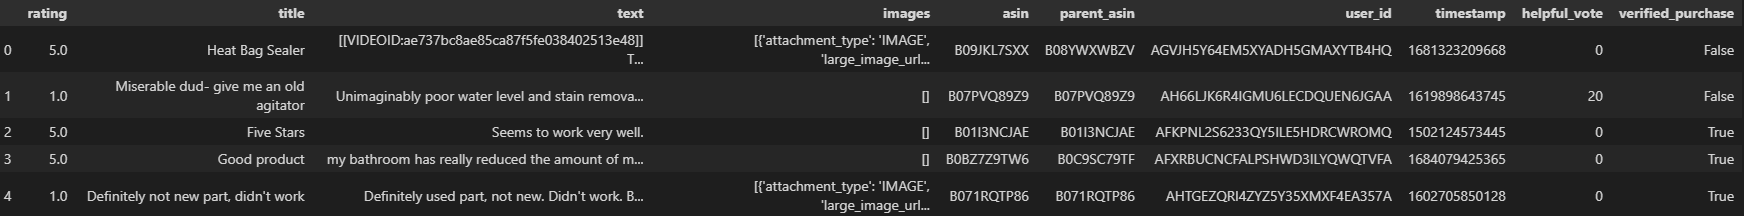 rating title text images asin parent_asin user_id timestamp helpful_vote verified_purchase
0 5.0 Heat Bag Sealer [[VIDEOID:ae737bc8ae85ca87f5fe038402513e48]] T... [{'attachment_type': 'IMAGE', 'large_image_url... B09JKL7SXX B08YWXWBZV AGVJH5Y64EM5XYADH5GMAXYTB4HQ 1681323209668 0 False
1 1.0 Miserable dud- give me an old agitator Unimaginably poor water level and stain remova... [] B07PVQ89Z9 B07PVQ89Z9 AH66LJK6R4IGMU6LECDQUEN6JGAA 1619898643745 20 False
2 5.0 Five Stars Seems to work very well. [] B01I3NCJAE B01I3NCJAE AFKPNL2S6233QY5ILE5HDRCWROMQ 1502124573445 0 True
3 5.0 Good product my bathroom has really reduced the amount of m... [] B0BZ7Z9TW6 B0C9SC79TF AFXRBUCNCFALPSHWD3ILYQWQTVFA 1684079425365 0 True
4 1.0 Definitely not new part, didn't work Definitely used part, not new. Didn't work. B... [{'attachment_type': 'IMAGE', 'large_image_url... B071RQTP86 B071RQTP86 AHTGEZQRI4ZYZ5Y35XMXF4EA357A 1602705850128 0 True